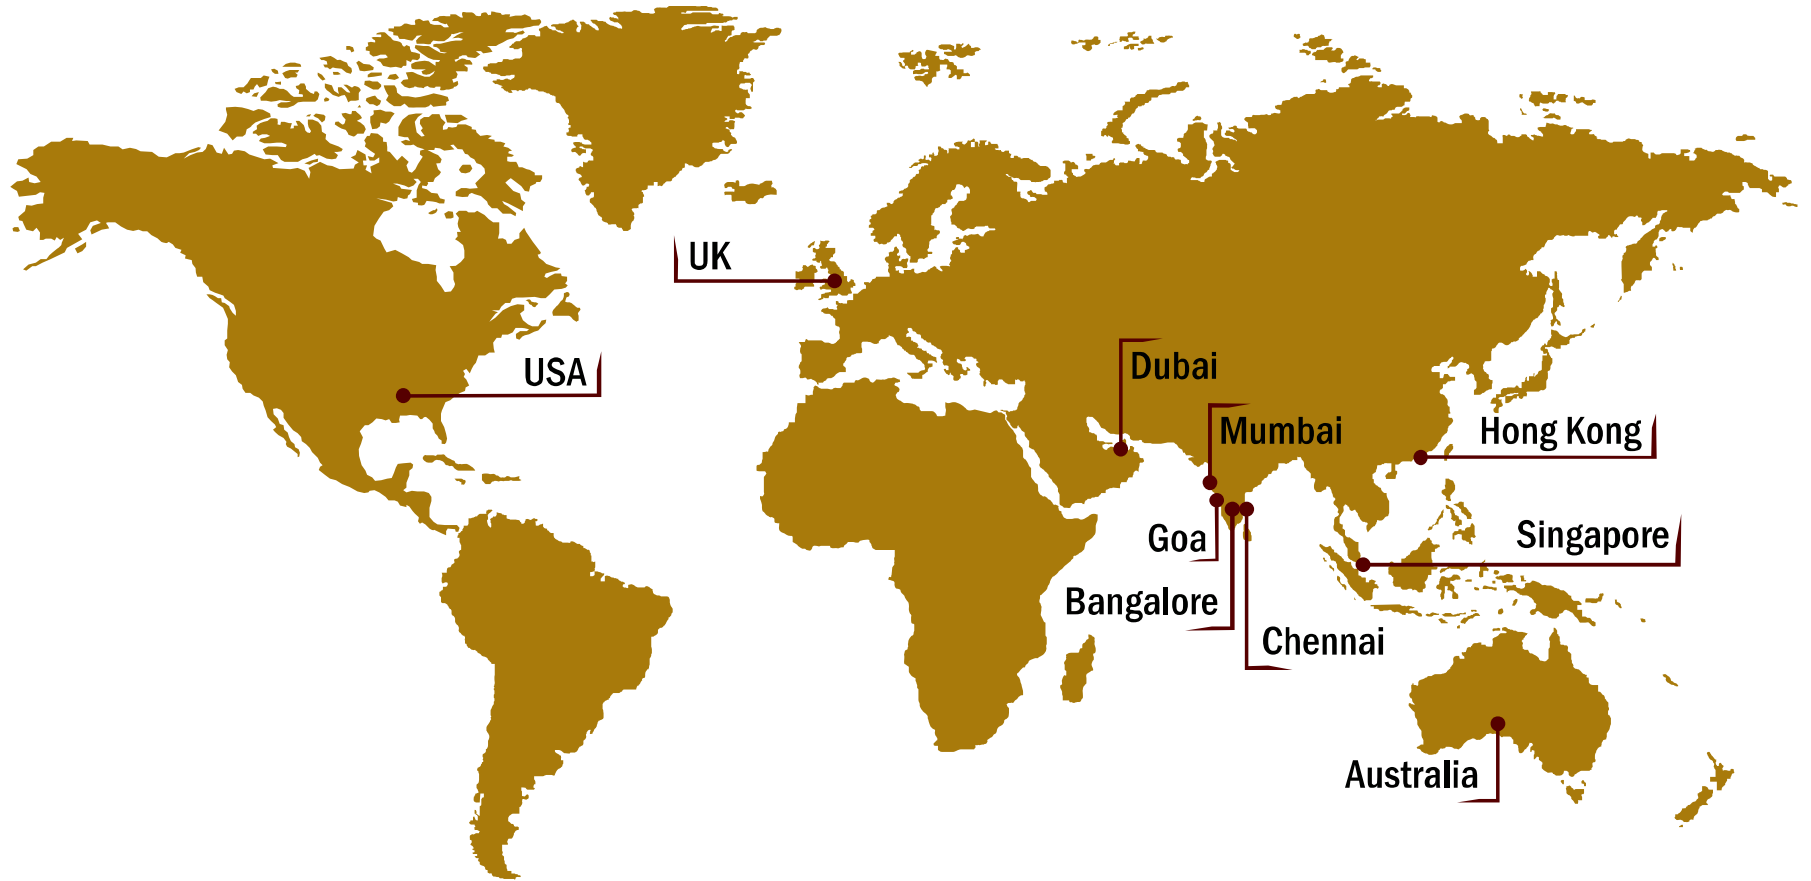 UK
USA
Dubai
Mumbai
Hong Kong
Goa
Singapore
Bangalore
Chennai
Australia